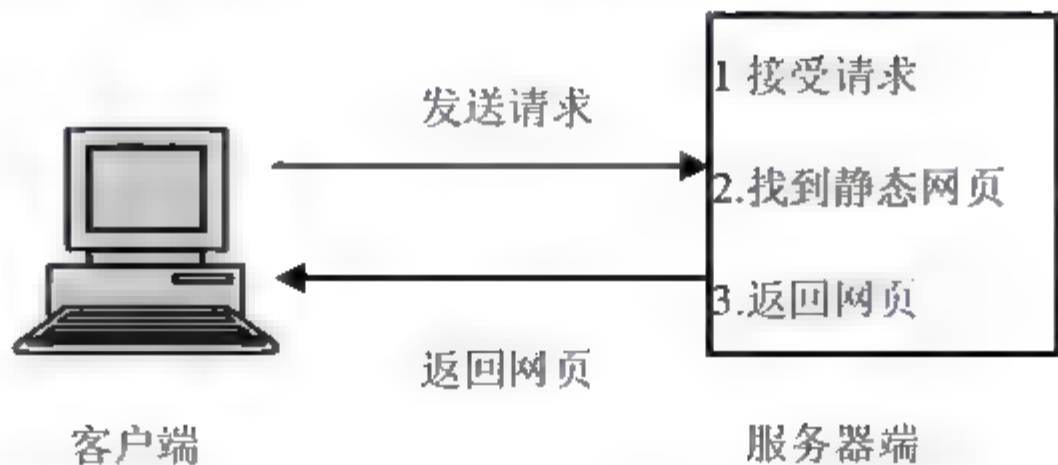 发送请求
1 接受请求
2.找到静态网页
3.返回网页
返回网页
客户端
服务器端